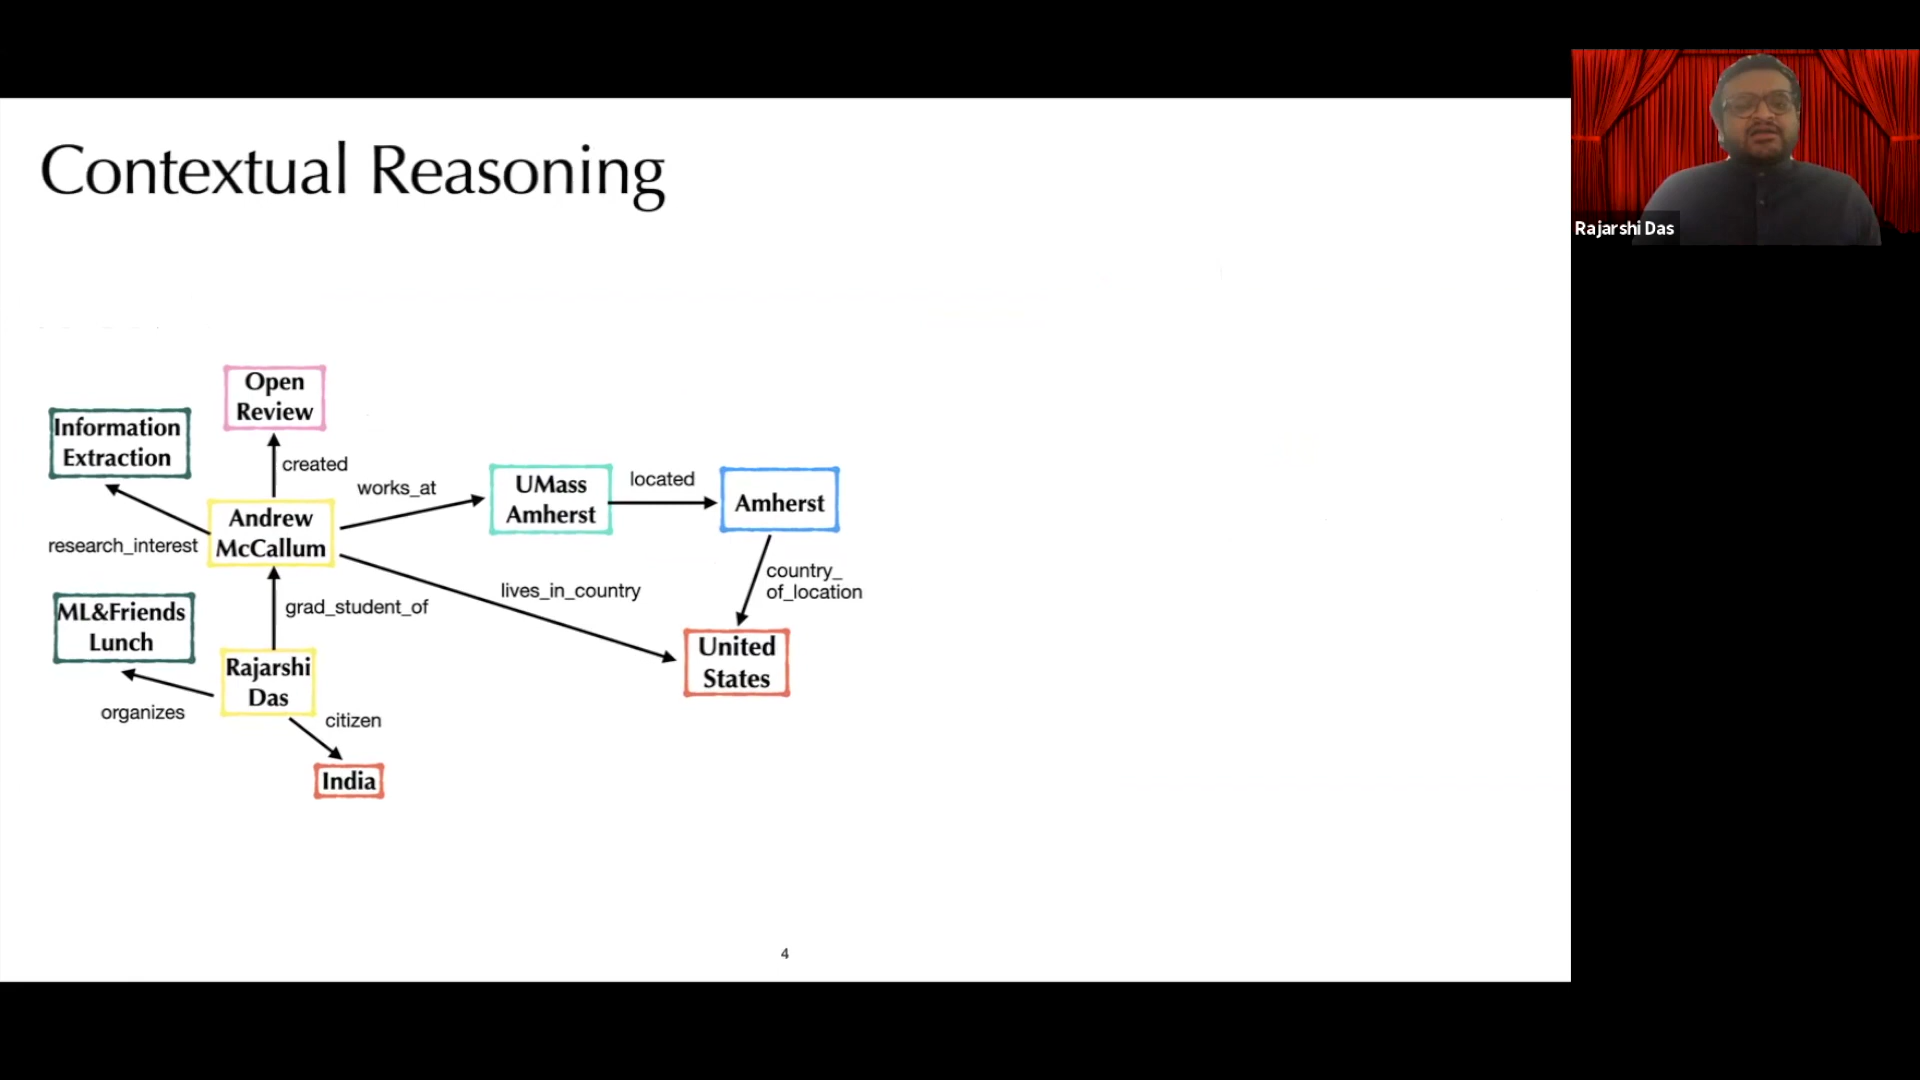 Contextual Reasoning
Rajarshi Das
Open
Review
Information
Extraction
created
works_at
UMass
Amherst
located
Amherst
Andrew
McCallum
research_interest
country_
of_location
lives_in_country
grad_student_of
ML&Friends
Lunch
United
States
Rajarshi
Das
organizes
citizen
India
4